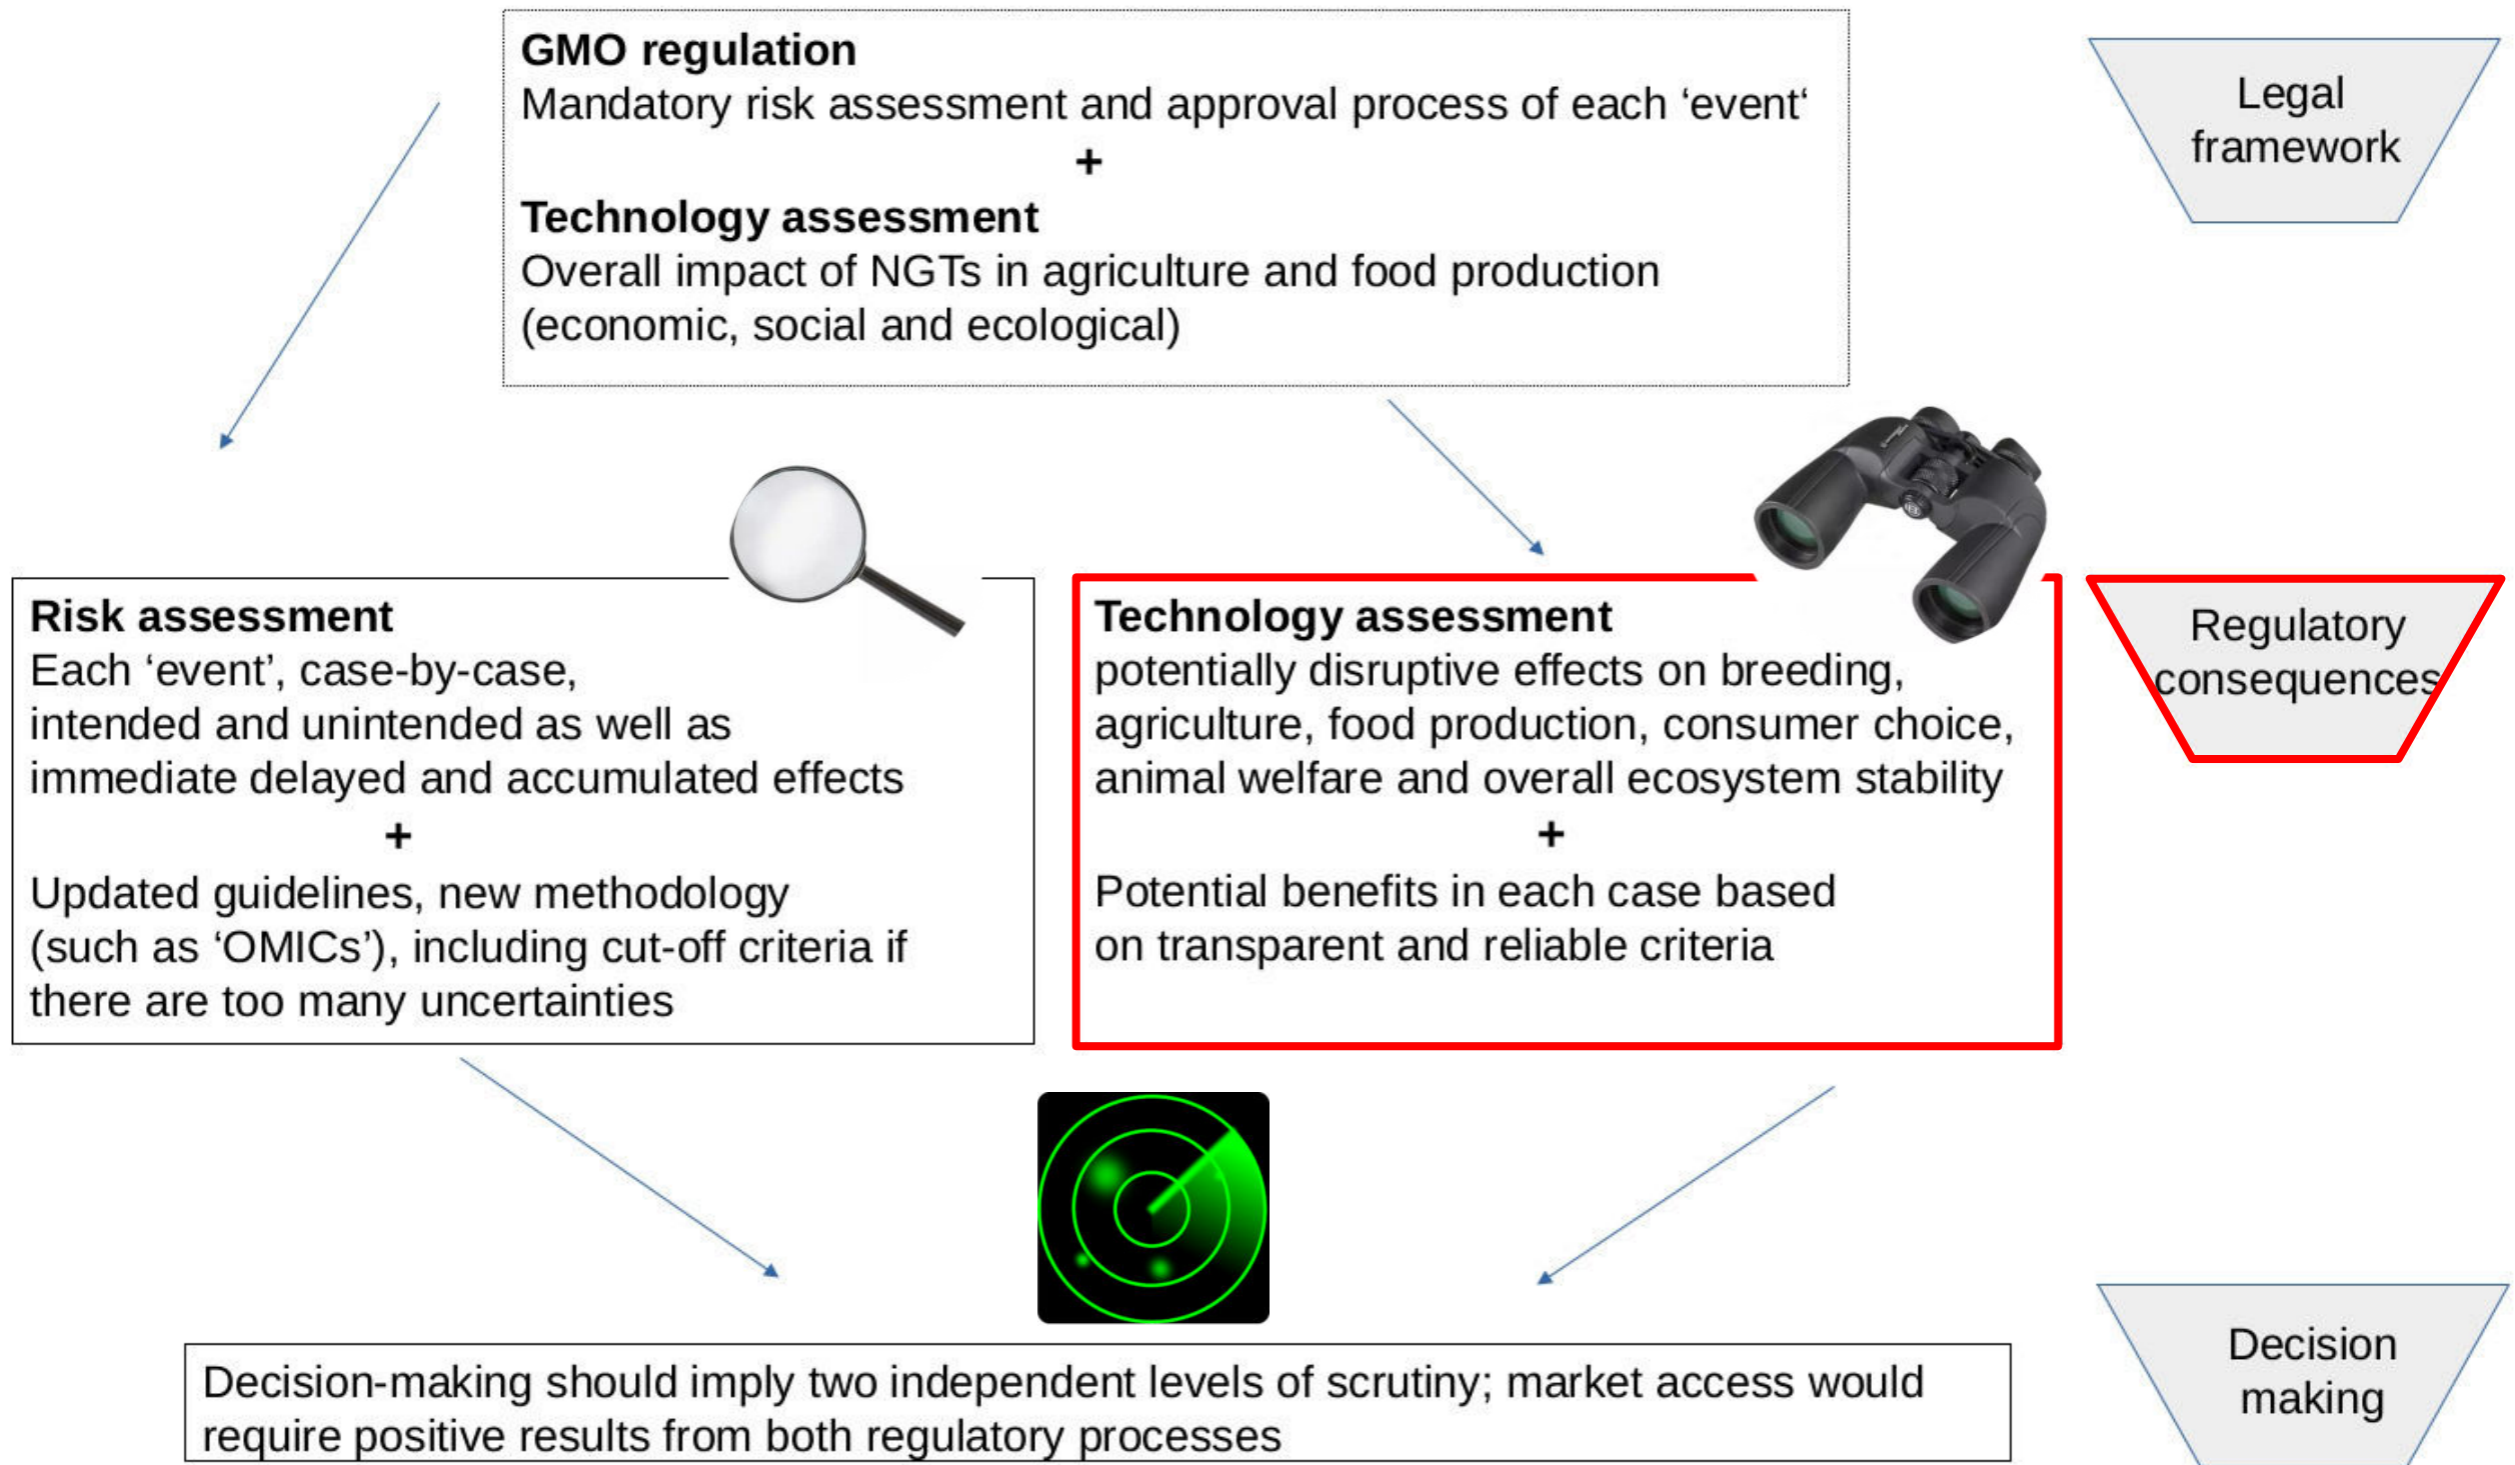 GMO regulation
Mandatory risk assessment and approval process of each ‘event‘
+
Technology assessment
Overall impact of NGTs in agriculture and food production
(economic, social and ecological)
Legal
framework
Risk assessment
Each ‘event’, case-by-case,
intended and unintended as well as
immediate delayed and accumulated effects
+
Updated guidelines, new methodology
(such as ‘OMICs’), including cut-off criteria if
there are too many uncertainties
Technology assessment
potentially disruptive effects on breeding,
agriculture, food production, consumer choice,
animal welfare and overall ecosystem stability
+
Potential benefits in each case based
on transparent and reliable criteria
Regulatory
consequences
Decision-making should imply two independent levels of scrutiny; market access would
require positive results from both regulatory processes
Decision
making